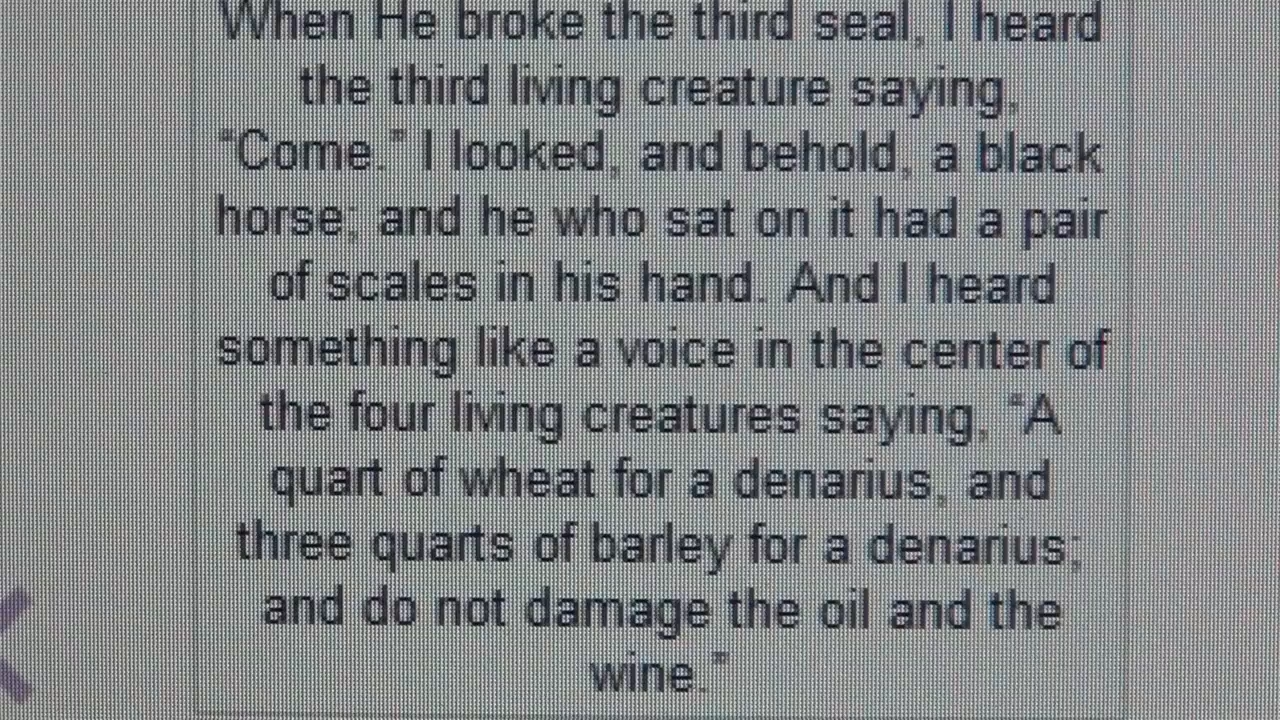 When He broke the third seal, I heard
the third living creature saying,
“Come.” I looked, and behold, a black
horse; and he who sat on it had a pair
of scales in his hand. And I heard
something like a voice in the center of
the four living creatures saying, “A
quart of wheat for a denarius, and
three quarts of barley for a denarius;
and do not damage the oil and the
wine.”